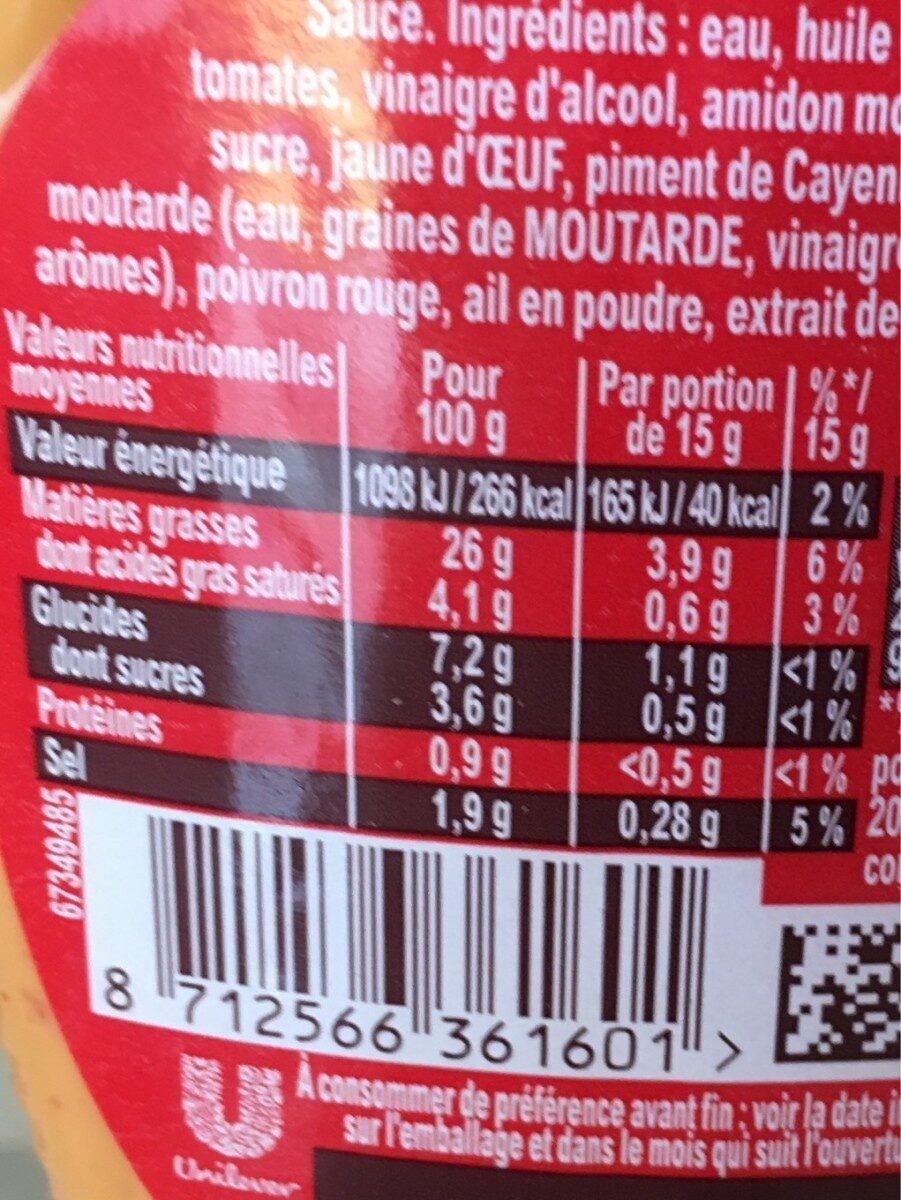 Sauce. Ingrédients : eau, huile
tomates, vinaigre d'alcool, amidon
sucre, jaune d'ŒUF, piment de
moutarde (eau, graines de MOUTARDE,
arômes), poivron rouge, ail en poudre, extrait de
Valeurs nutritionnelles moyennes | Pour 100 g | Par portion de 15 g | %*/ 15 g
Valeur énergétique | 1098 kJ / 266 kcal | 165 kJ / 40 kcal | 2 %
Matières grasses 26 g 3,9 g 6 %
dont acides gras saturés 4,1 g 0,6 g 3 %
Glucides 7,2 g 1,1 g <1 %
dont sucres 3,6 g 0,5 g <1 %
Protéines 0,9 g <0,5 g <1 %
Sel 1,9 g 0,28 g 5 %
67349485
8 712566 361601 >
À consommer de préférence avant fin : voir la date
sur l'emballage et dans le mois qui suit
Unilever